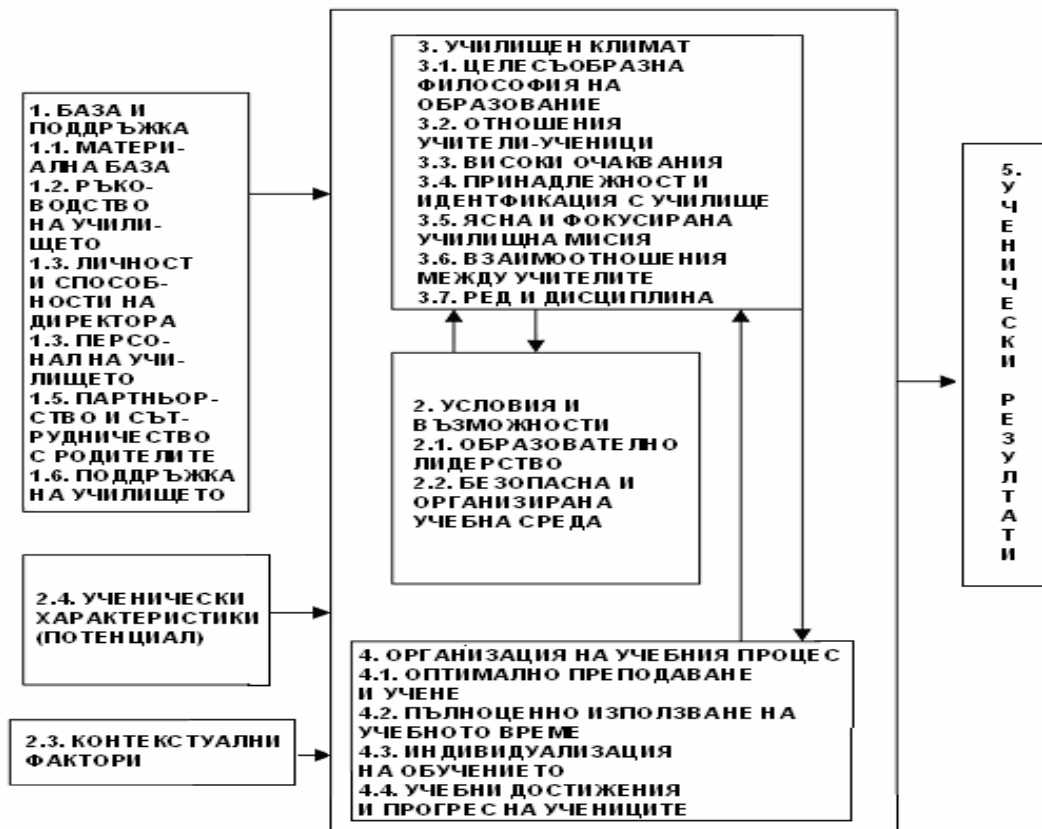 1. БАЗА И
ПОДДРЪЖКА
1.1. МАТЕРИ-
АЛНА БАЗА
1.2. РЪКО-
ВОДСТВО
НА УЧИЛИ-
ЩЕТО
1.3. ЛИЧНОСТ
И СПОСОБ-
НОСТИ НА
ДИРЕКТОРА
1.3. ПЕРСО-
НАЛ НА УЧИ-
ЛИЩЕТО
1.5. ПАРТНЬОР-
СТВО И СЪТ-
РУДНИЧЕСТВО
С РОДИТЕЛИТЕ
1.6. ПОДДРЪЖКА
НА УЧИЛИЩЕТО
2.4. УЧЕНИЧЕСКИ
ХАРАКТЕРИСТИКИ
(ПОТЕНЦИАЛ)
2.3. КОНТЕКСТУАЛНИ
ФАКТОРИ
3. УЧИЛИЩЕН КЛИМАТ
3.1. ЦЕЛЕСЪОБРАЗНА
ФИЛОСОФИЯ НА
ОБРАЗОВАНИЕ
3.2. ОТНОШЕНИЯ
УЧИТЕЛИ-УЧЕНИЦИ
3.3. ВИСОКИ ОЧАКВАНИЯ
3.4. ПРИНАДЛЕЖНОСТ И
ИДЕНТФИКАЦИЯ С УЧИЛИЩЕ
3.5. ЯСНА И ФОКУСИРАНА
УЧИЛИЩНА МИСИЯ
3.6. ВЗАИМООТНОШЕНИЯ
МЕЖДУ УЧИТЕЛИТЕ
3.7. РЕД И ДИСЦИПЛИНА
2. УСЛОВИЯ И
ВЪЗМОЖНОСТИ
2.1. ОБРАЗОВАТЕЛНО
ЛИДЕРСТВО
2.2. БЕЗОПАСНА И
ОРГАНИЗИРАНА
УЧЕБНА СРЕДА
4. ОРГАНИЗАЦИЯ НА УЧЕБНИЯ ПРОЦЕС
4.1. ОПТИМАЛНО ПРЕПОДАВАНЕ
И УЧЕНЕ
4.2. ПЪЛНОЦЕННО ИЗПОЛЗВАНЕ НА
УЧЕБНОТО ВРЕМЕ
4.3. ИНДИВИДУАЛИЗАЦИЯ
НА ОБУЧЕНИЕТО
4.4. УЧЕБНИ ДОСТИЖЕНИЯ
И ПРОГРЕС НА УЧЕНИЦИТЕ
5. УЧЕНИЧЕСКИ РЕЗУЛТАТИ